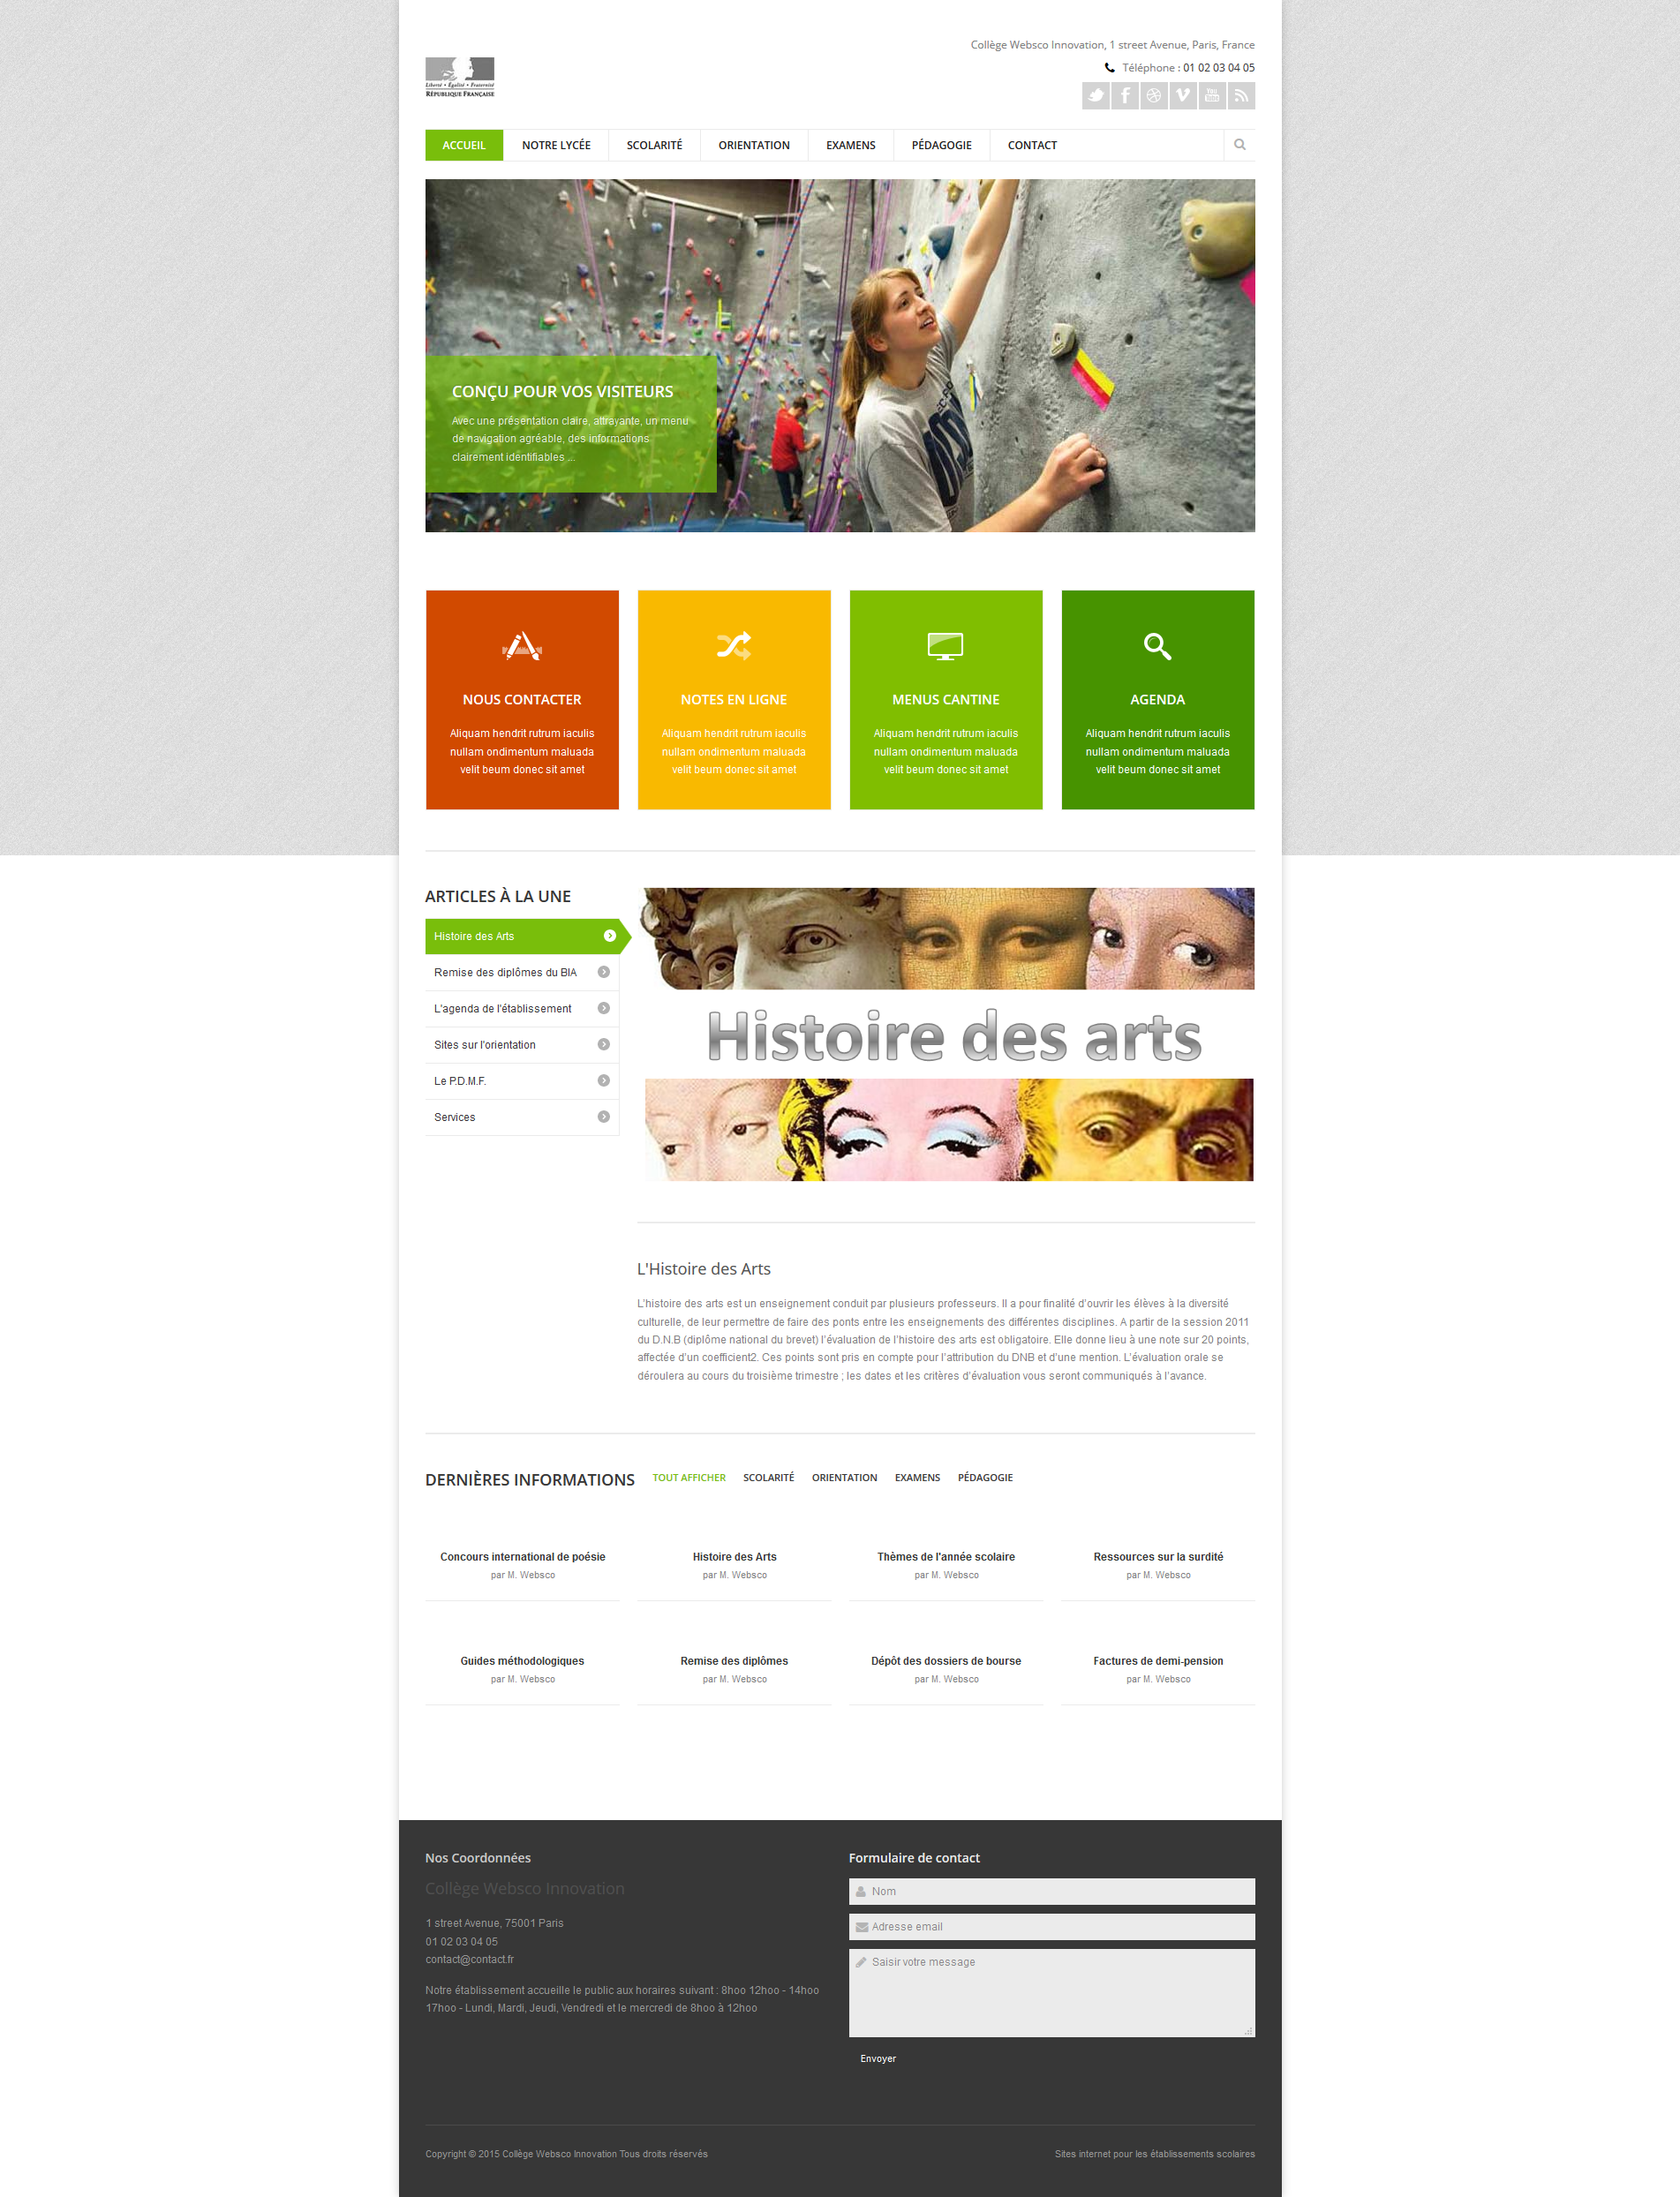 Collège Websco Innovation, 1 street Avenue, Paris, France
Téléphone : 01 02 03 04 05
Liberté • Égalité • Fraternité
RÉPUBLIQUE FRANÇAISE
ACCUEIL NOTRE LYCÉE SCOLARITÉ ORIENTATION EXAMENS PÉDAGOGIE CONTACT
CONÇU POUR VOS VISITEURS
Avec une présentation claire, attrayante, un menu
de navigation agréable, des informations
clairement identifiables ...
NOUS CONTACTER
Aliquam hendrit rutrum iaculis
nullam ondimentum maluada
velit beum donec sit amet
NOTES EN LIGNE
Aliquam hendrit rutrum iaculis
nullam ondimentum maluada
velit beum donec sit amet
MENUS CANTINE
Aliquam hendrit rutrum iaculis
nullam ondimentum maluada
velit beum donec sit amet
AGENDA
Aliquam hendrit rutrum iaculis
nullam ondimentum maluada
velit beum donec sit amet
ARTICLES À LA UNE
Histoire des Arts
Remise des diplômes du BIA
L'agenda de l'établissement
Sites sur l'orientation
Le P.D.M.F.
Services
Histoire des arts
L'Histoire des Arts
L'histoire des arts est un enseignement conduit par plusieurs professeurs. Il a pour finalité d'ouvrir les élèves à la diversité
culturelle, de leur permettre de faire des ponts entre les enseignements des différentes disciplines. A partir de la session 2011
du D.N.B (diplôme national du brevet) l'évaluation de l'histoire des arts est obligatoire. Elle donne lieu à une note sur 20 points,
affectée d'un coefficient2. Ces points sont pris en compte pour l'attribution du DNB et d'une mention. L'évaluation orale se
déroulera au cours du troisième trimestre ; les dates et les critères d'évaluation vous seront communiqués à l'avance.
DERNIÈRES INFORMATIONS TOUT AFFICHER SCOLARITÉ ORIENTATION EXAMENS PÉDAGOGIE
Concours international de poésie
par M. Websco
Histoire des Arts
par M. Websco
Thèmes de l'année scolaire
par M. Websco
Ressources sur la surdité
par M. Websco
Guides méthodologiques
par M. Websco
Remise des diplômes
par M. Websco
Dépôt des dossiers de bourse
par M. Websco
Factures de demi-pension
par M. Websco
Nos Coordonnées
Collège Websco Innovation
1 street Avenue, 75001 Paris
01 02 03 04 05
contact@contact.fr
Notre établissement accueille le public aux horaires suivant : 8hoo 12hoo - 14hoo
17hoo - Lundi, Mardi, Jeudi, Vendredi et le mercredi de 8hoo à 12hoo
Formulaire de contact
Nom
Adresse email
Saisir votre message
Envoyer
Copyright © 2015 Collège Websco Innovation Tous droits réservés
Sites internet pour les établissements scolaires